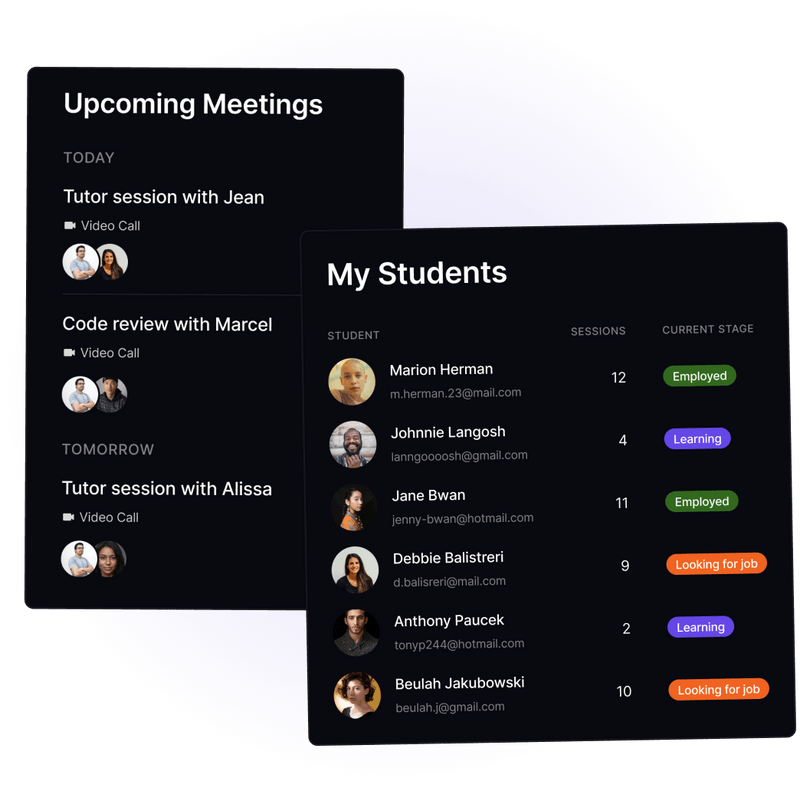 Upcoming Meetings
TODAY
Tutor session with Jean
Video Call
Code review with Marcel
Video Call
TOMORROW
Tutor session with Alissa
Video Call
My Students
STUDENT SESSIONS CURRENT STAGE
Marion Herman
m.herman.23@mail.com
12 Employed
Johnnie Langosh
lanngoooosh@gmail.com
4 Learning
Jane Bwan
jenny-bwan@hotmail.com
11 Employed
Debbie Balistreri
d.balisreri@mail.com
9 Looking for job
Anthony Paucek
tonyp244@hotmail.com
2 Learning
Beulah Jakubowski
beulah.j@gmail.com
10 Looking for job